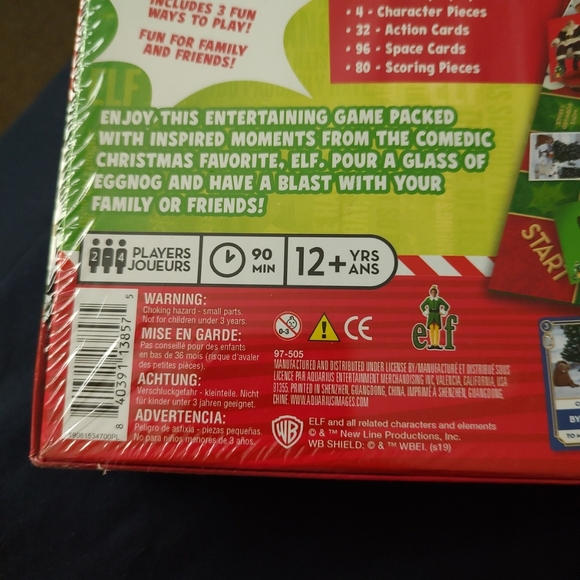 INCLUDES 3 FUN
WAYS TO PLAY!
FUN FOR FAMILY
AND FRIENDS!
• 4 - Character Pieces
• 32 - Action Cards
• 96 - Space Cards
• 80 - Scoring Pieces
ELF
ENJOY THIS ENTERTAINING GAME PACKED
WITH INSPIRED MOMENTS FROM THE COMEDIC
CHRISTMAS FAVORITE, ELF. POUR A GLASS OF
EGGNOG AND HAVE A BLAST WITH YOUR
FAMILY OR FRIENDS!
START
2 4 PLAYERS
JOUEURS
90
MIN
12+ YRS
ANS
WARNING:
Choking hazard - small parts.
Not for children under 3 years.
MISE EN GARDE:
Pas conseillé pour des enfants
en bas de 36 mois (risque d'avaler
des petites pièces).
ACHTUNG:
Verschluckgefahr - kleinteile. Nicht
für kinder unter 3 jahren geeignet.
ADVERTENCIA:
Peligro de asfixia - piezas pequeñas.
No para niños menores de 3 años.
8 40391 13857 5
0-3
CE
elf
97-505
MANUFACTURED AND DISTRIBUTED UNDER LICENSE BY/MANUFACTURE ET DISTRIBUE SOUS
LICENCE PAR AQUARIUS ENTERTAINMENT MERCHANDISING INC VALENCIA, CALIFORNIA, USA
91355. PRINTED IN SHENZHEN, GUANGDONG, CHINA, IMPRIMÉ À SHENZHEN, GUANGDONG,
CHINE. WWW.AQUARIUSIMAGES.COM
WB
ELF and all related characters and elements
© & ™ New Line Productions, Inc.
WB SHIELD: © & ™ WBEI. (s19)
BY
TO